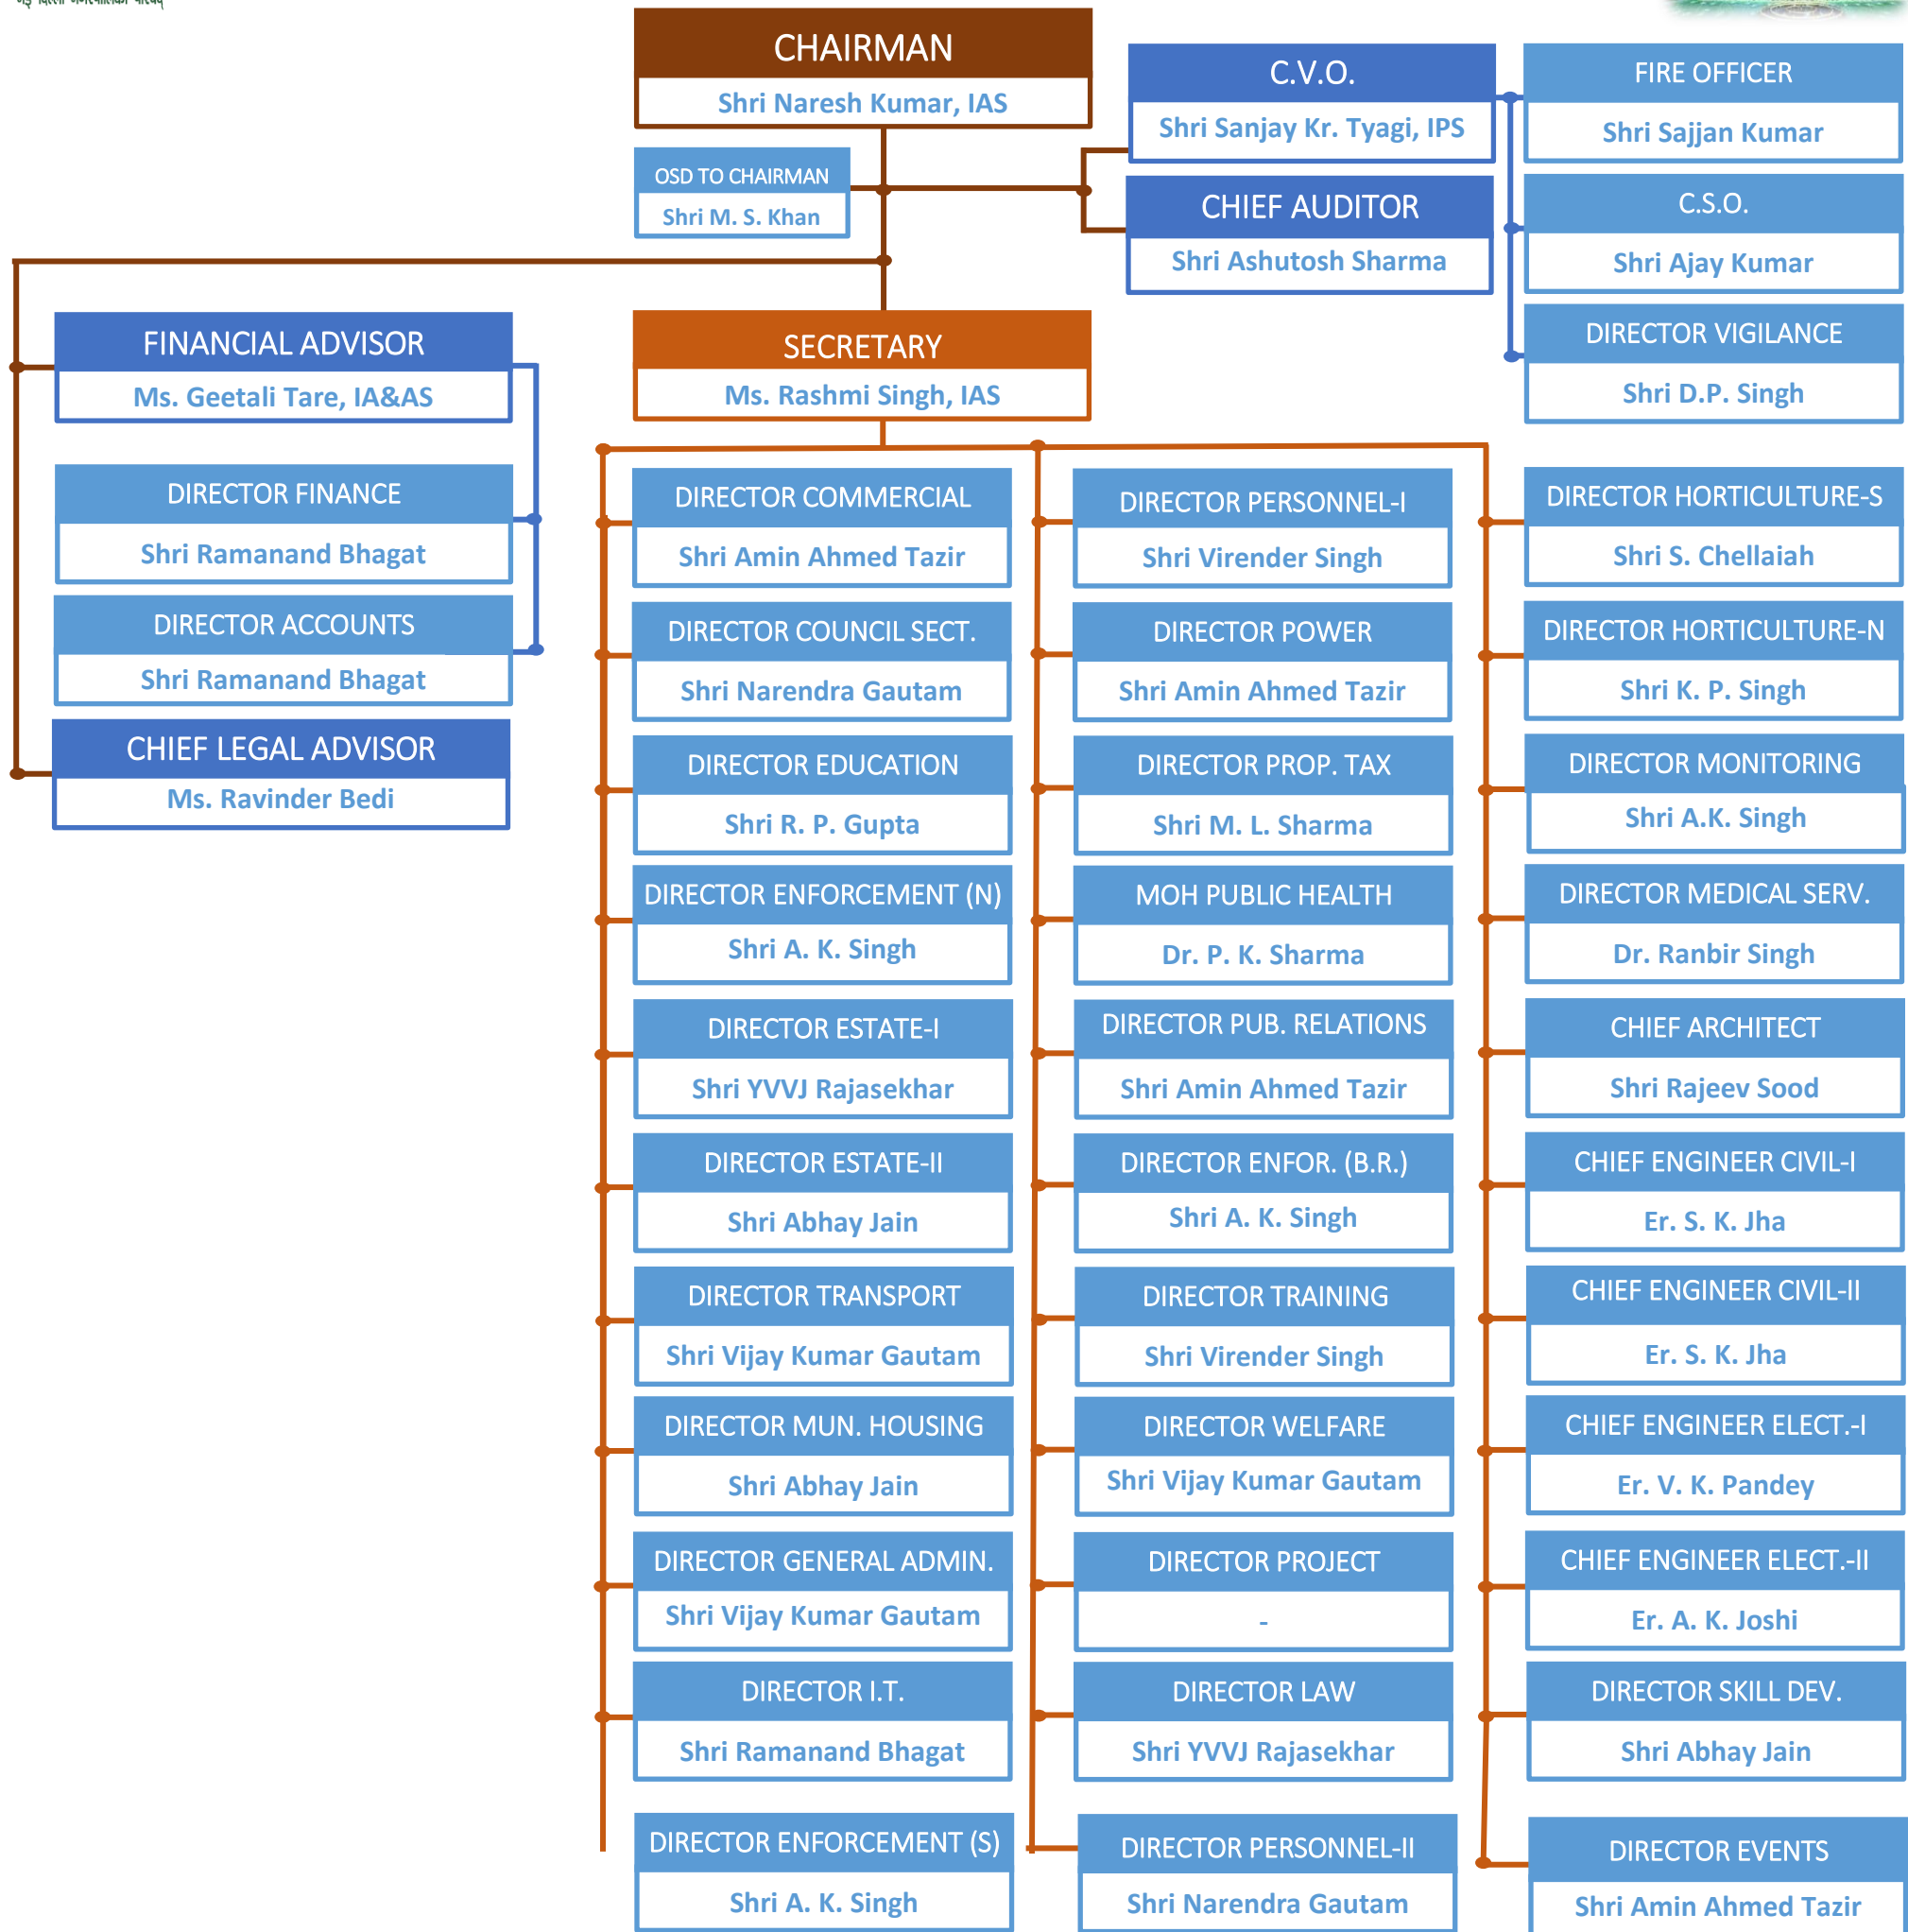 नई दिल्ली नगरपालिका परिषद्
CHAIRMAN
Shri Naresh Kumar, IAS
OSD TO CHAIRMAN
Shri M. S. Khan
C.V.O.
Shri Sanjay Kr. Tyagi, IPS
CHIEF AUDITOR
Shri Ashutosh Sharma
FIRE OFFICER
Shri Sajjan Kumar
C.S.O.
Shri Ajay Kumar
DIRECTOR VIGILANCE
Shri D.P. Singh
FINANCIAL ADVISOR
Ms. Geetali Tare, IA&AS
DIRECTOR FINANCE
Shri Ramanand Bhagat
DIRECTOR ACCOUNTS
Shri Ramanand Bhagat
CHIEF LEGAL ADVISOR
Ms. Ravinder Bedi
SECRETARY
Ms. Rashmi Singh, IAS
DIRECTOR COMMERCIAL
Shri Amin Ahmed Tazir
DIRECTOR COUNCIL SECT.
Shri Narendra Gautam
DIRECTOR EDUCATION
Shri R. P. Gupta
DIRECTOR ENFORCEMENT (N)
Shri A. K. Singh
DIRECTOR ESTATE-I
Shri YVVJ Rajasekhar
DIRECTOR ESTATE-II
Shri Abhay Jain
DIRECTOR TRANSPORT
Shri Vijay Kumar Gautam
DIRECTOR MUN. HOUSING
Shri Abhay Jain
DIRECTOR GENERAL ADMIN.
Shri Vijay Kumar Gautam
DIRECTOR I.T.
Shri Ramanand Bhagat
DIRECTOR ENFORCEMENT (S)
Shri A. K. Singh
DIRECTOR PERSONNEL-I
Shri Virender Singh
DIRECTOR POWER
Shri Amin Ahmed Tazir
DIRECTOR PROP. TAX
Shri M. L. Sharma
MOH PUBLIC HEALTH
Dr. P. K. Sharma
DIRECTOR PUB. RELATIONS
Shri Amin Ahmed Tazir
DIRECTOR ENFOR. (B.R.)
Shri A. K. Singh
DIRECTOR TRAINING
Shri Virender Singh
DIRECTOR WELFARE
Shri Vijay Kumar Gautam
DIRECTOR PROJECT
-
DIRECTOR LAW
Shri YVVJ Rajasekhar
DIRECTOR PERSONNEL-II
Shri Narendra Gautam
DIRECTOR HORTICULTURE-S
Shri S. Chellaiah
DIRECTOR HORTICULTURE-N
Shri K. P. Singh
DIRECTOR MONITORING
Shri A.K. Singh
DIRECTOR MEDICAL SERV.
Dr. Ranbir Singh
CHIEF ARCHITECT
Shri Rajeev Sood
CHIEF ENGINEER CIVIL-I
Er. S. K. Jha
CHIEF ENGINEER CIVIL-II
Er. S. K. Jha
CHIEF ENGINEER ELECT.-I
Er. V. K. Pandey
CHIEF ENGINEER ELECT.-II
Er. A. K. Joshi
DIRECTOR SKILL DEV.
Shri Abhay Jain
DIRECTOR EVENTS
Shri Amin Ahmed Tazir